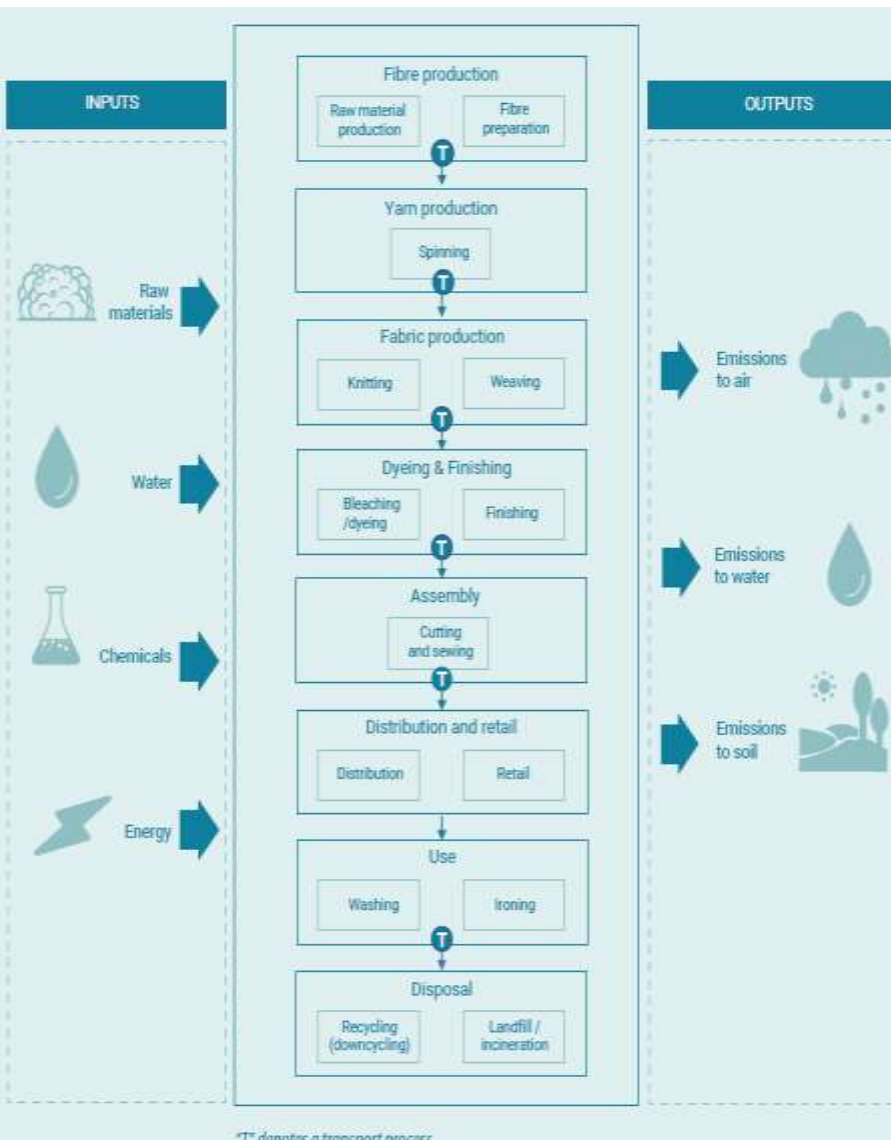 INPUTS
Raw
materials
Water
Chemicals
Energy
Fibre production
Raw material
production
Fibre
preparation
T
Yarn production
Spinning
T
Fabric production
Knitting
Weaving
T
Dyeing & Finishing
Bleaching
/dyeing
Finishing
T
Assembly
Cutting
and sewing
T
Distribution and retail
Distribution
Retail
Use
Washing
Ironing
T
Disposal
Recycling
(downcycling)
Landfill /
incineration
OUTPUTS
Emissions
to air
Emissions
to water
Emissions
to soil
"T" denotes a transport process